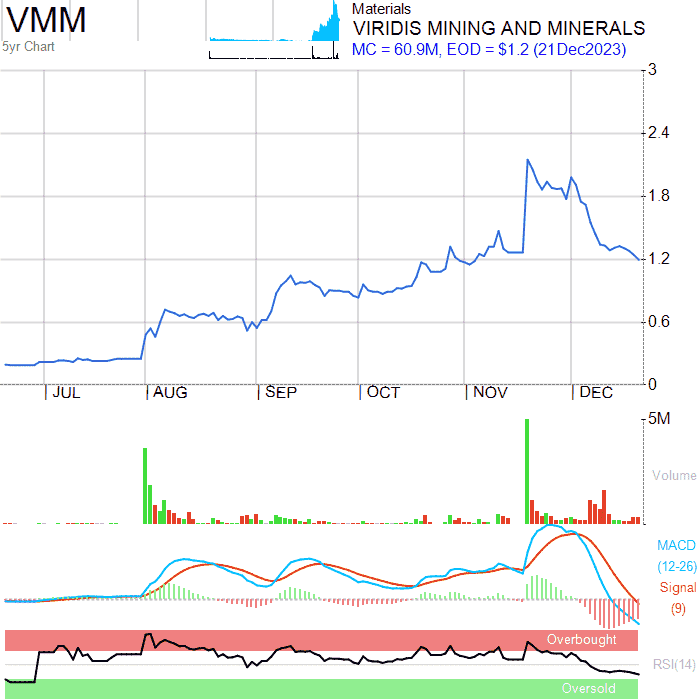 VMM
5yr Chart
Materials
VIRIDIS MINING AND MINERALS
MC = 60.9M, EOD = $1.2 (21Dec2023)
3
2.4
1.8
1.2
0.6
0
JUL
AUG
SEP
OCT
NOV
DEC
5M
Volume
MACD
(12-26)
Signal
(9)
Overbought
RSI(14)
Oversold